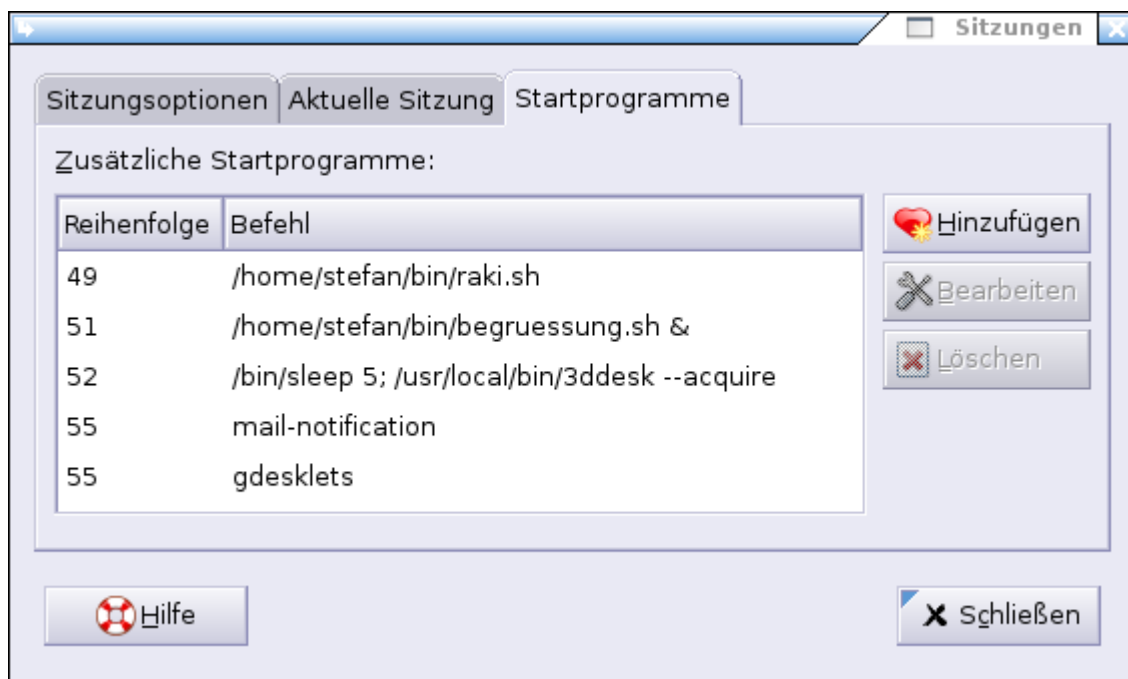 Sitzungen
Sitzungsoptionen Aktuelle Sitzung Startprogramme
Zusätzliche Startprogramme:
Reihenfolge Befehl
49 /home/stefan/bin/raki.sh
51 /home/stefan/bin/begruessung.sh &
52 /bin/sleep 5; /usr/local/bin/3ddesk --acquire
55 mail-notification
55 gdesklets
Hinzufügen
Bearbeiten
Löschen
Hilfe
Schließen